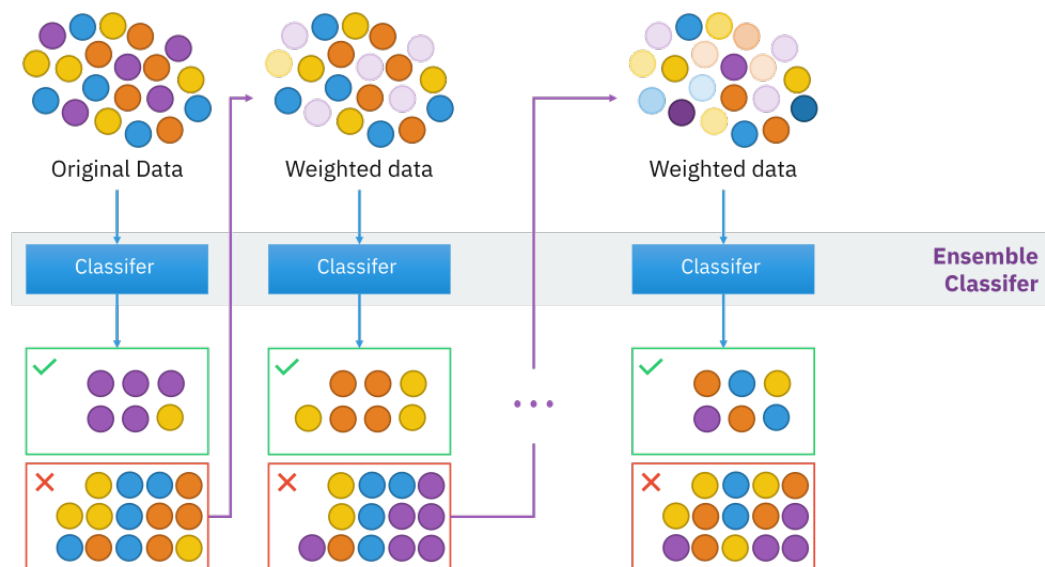 Original Data
Weighted data
Weighted data
Classifer
Classifer
Classifer
Ensemble
Classifer